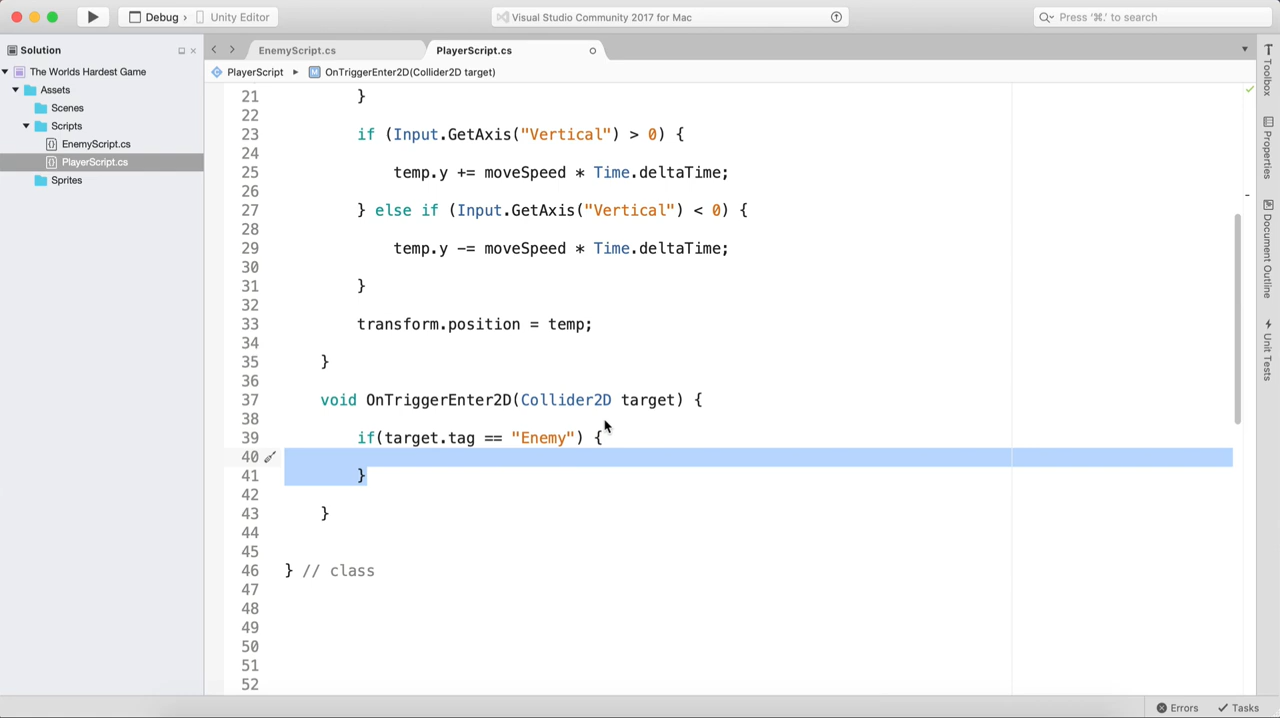 Debug › Unity Editor
Visual Studio Community 2017 for Mac
Press '⌘.' to search
Solution
The Worlds Hardest Game
Assets
Scenes
Scripts
EnemyScript.cs
PlayerScript.cs
Sprites
EnemyScript.cs
PlayerScript.cs
PlayerScript ▸ M OnTriggerEnter2D(Collider2D target)
21 }
22
23 if (Input.GetAxis("Vertical") > 0) {
24
25 temp.y += moveSpeed * Time.deltaTime;
26
27 } else if (Input.GetAxis("Vertical") < 0) {
28
29 temp.y -= moveSpeed * Time.deltaTime;
30
31 }
32
33 transform.position = temp;
34
35 }
36
37 void OnTriggerEnter2D(Collider2D target) {
38
39 if(target.tag == "Enemy") {
40
41 }
42
43 }
44
45
46 } // class
47
48
49
50
51
52
Toolbox
Properties
Document Outline
Unit Tests
Errors
Tasks